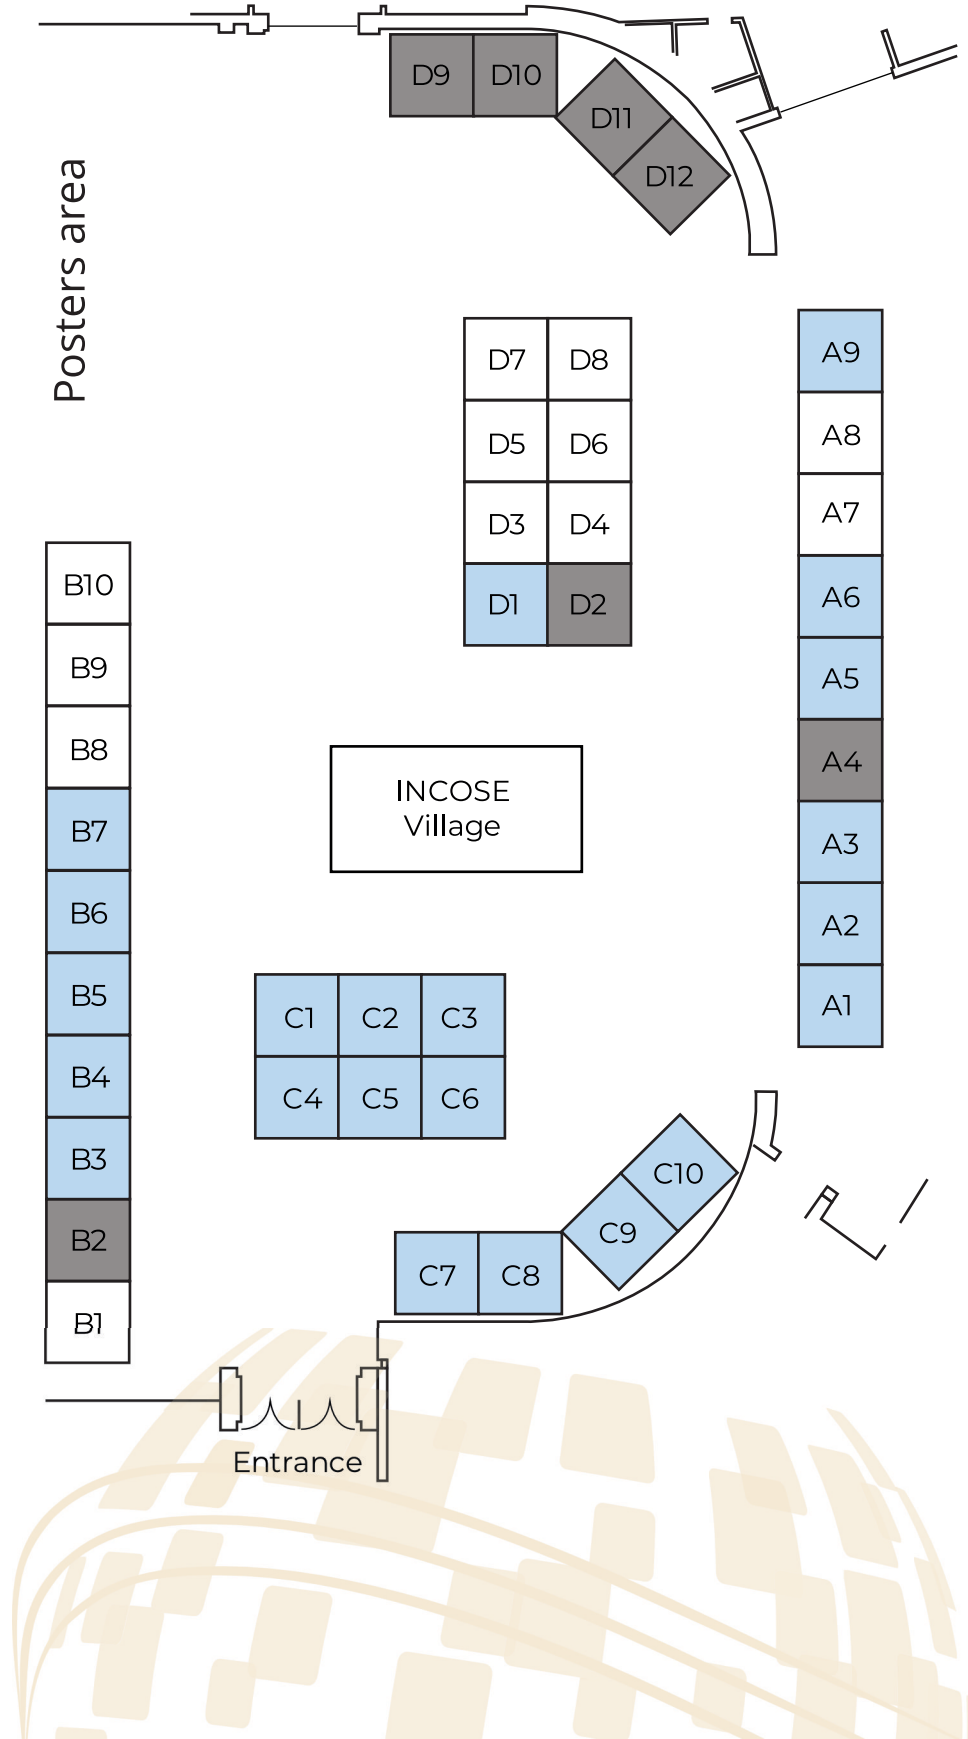 D9 D10
D11
D12
Posters area
D7 D8
D5 D6
D3 D4
D1 D2
A9
A8
A7
A6
A5
A4
A3
A2
A1
B10
B9
B8
B7
B6
B5
B4
B3
B2
B1
INCOSE
Village
C1 C2 C3
C4 C5 C6
C10
C9
C7 C8
Entrance